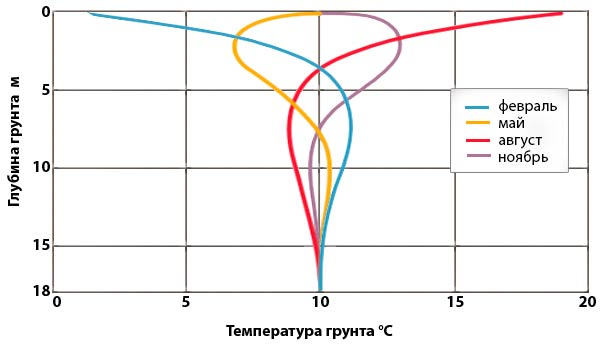 0
5
10
15
18
Глубина грунта м
февраль
май
август
ноябрь
0 5 10 15 20
Температура грунта °C